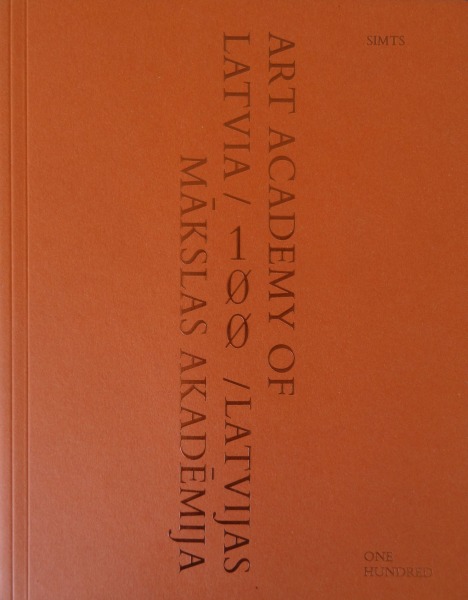 SIMTS
ART ACADEMY OF
LATVIA / 100 / LATVIJAS
MĀKSLAS AKADĒMIJA
ONE
HUNDRED